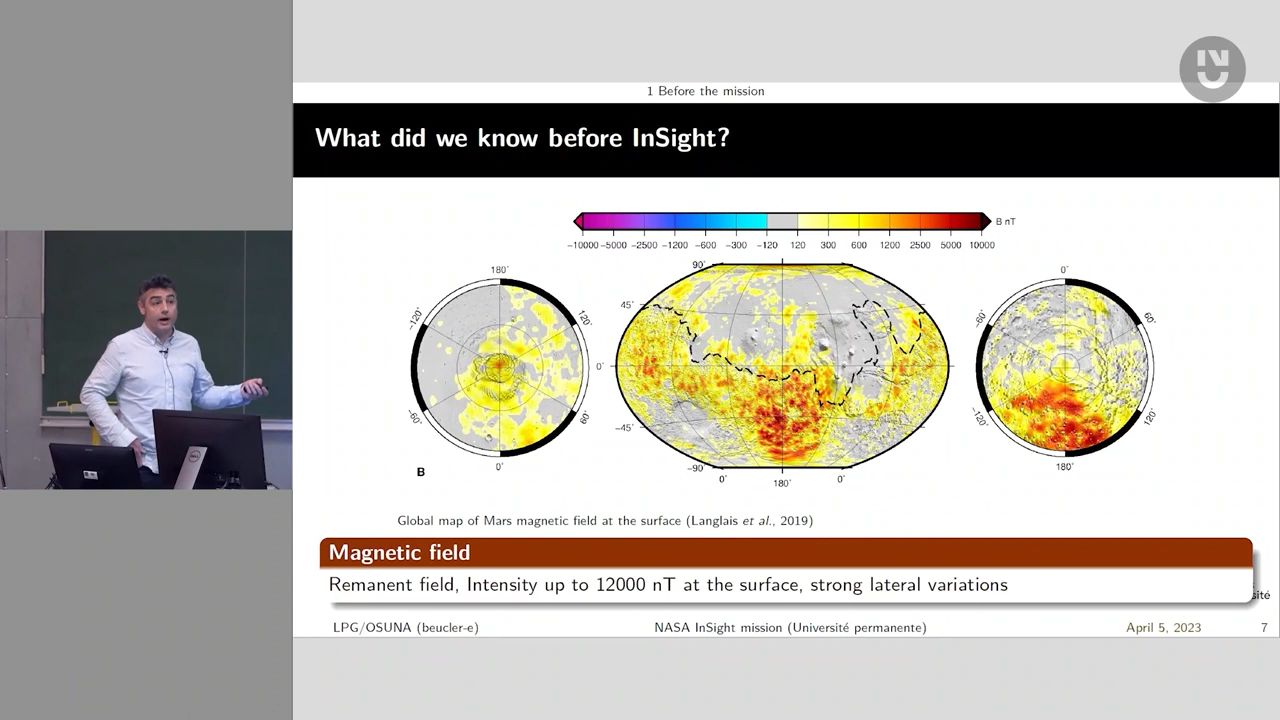 1 Before the mission
What did we know before InSight?
B nT
−10000 −5000 −2500 −1200 −600 −300 −120 120 300 600 1200 2500 5000 10000
180˚ 90˚ 0˚
−120˚ 120˚ 45˚ −60˚ 60˚
0˚
−60˚ 60˚ −45˚ −120˚ 120˚
B 0˚ −90˚ 180˚
0˚ 180˚ 0˚
Global map of Mars magnetic field at the surface (Langlais et al., 2019)
Magnetic field
Remanent field, Intensity up to 12000 nT at the surface, strong lateral variations
LPG/OSUNA (beucler-e) NASA InSight mission (Université permanente) April 5, 2023 7